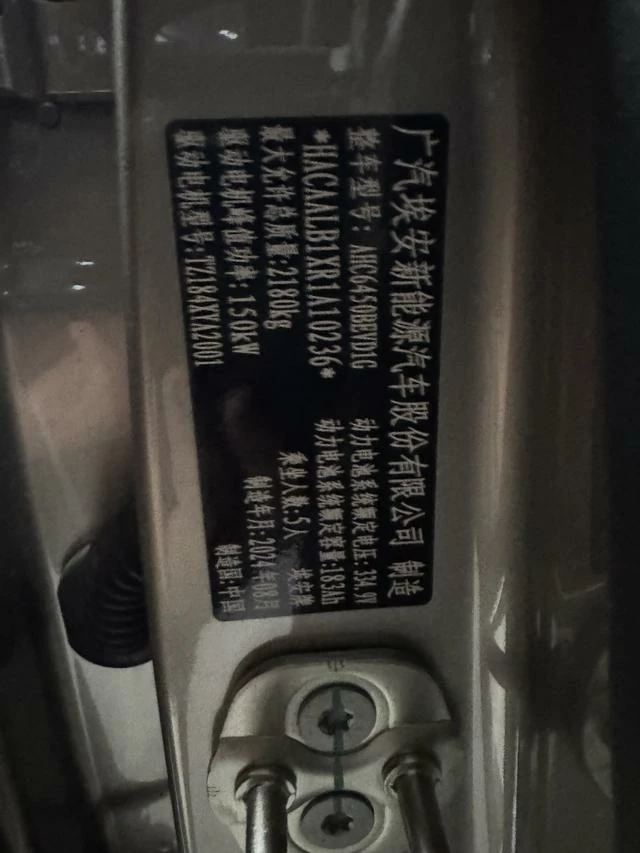 广汽埃安新能源汽车股份有限公司 制造
整车型号: AHC6450BEVD1G 动力电池系统额定电压:334.9V
*HACAALB1XR1A10236* 动力电池系统额定容量:183Ah
最大允许总质量:2180kg 乘坐人数:5人
驱动电机峰值功率:150kW 制造年月:2024年08月
驱动电机型号:TZ184XYA2001 制造国:中国